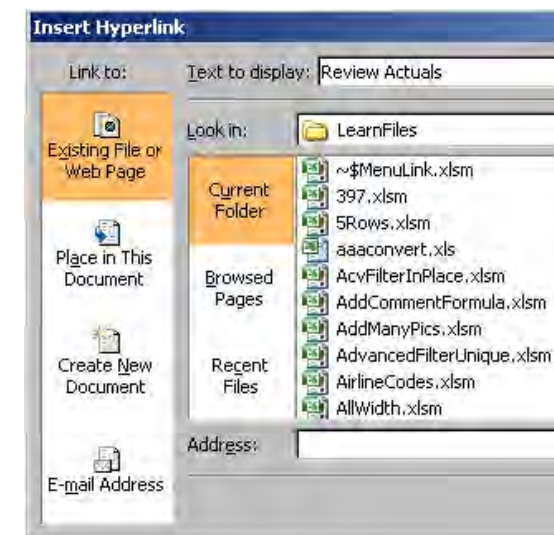 Insert Hyperlink
Link to:
Text to display: Review Actuals
Existing File or
Web Page
Place in This
Document
Create New
Document
E-mail Address
Look in: LearnFiles
Current
Folder
Browsed
Pages
Recent
Files
~$MenuLink.xlsm
397.xlsm
5Rows.xlsm
aaaconvert.xls
AcvFilterInPlace.xlsm
AddCommentFormula.xlsm
AddManyPics.xlsm
AdvancedFilterUnique.xlsm
AirlineCodes.xlsm
AllWidth.xlsm
Address: